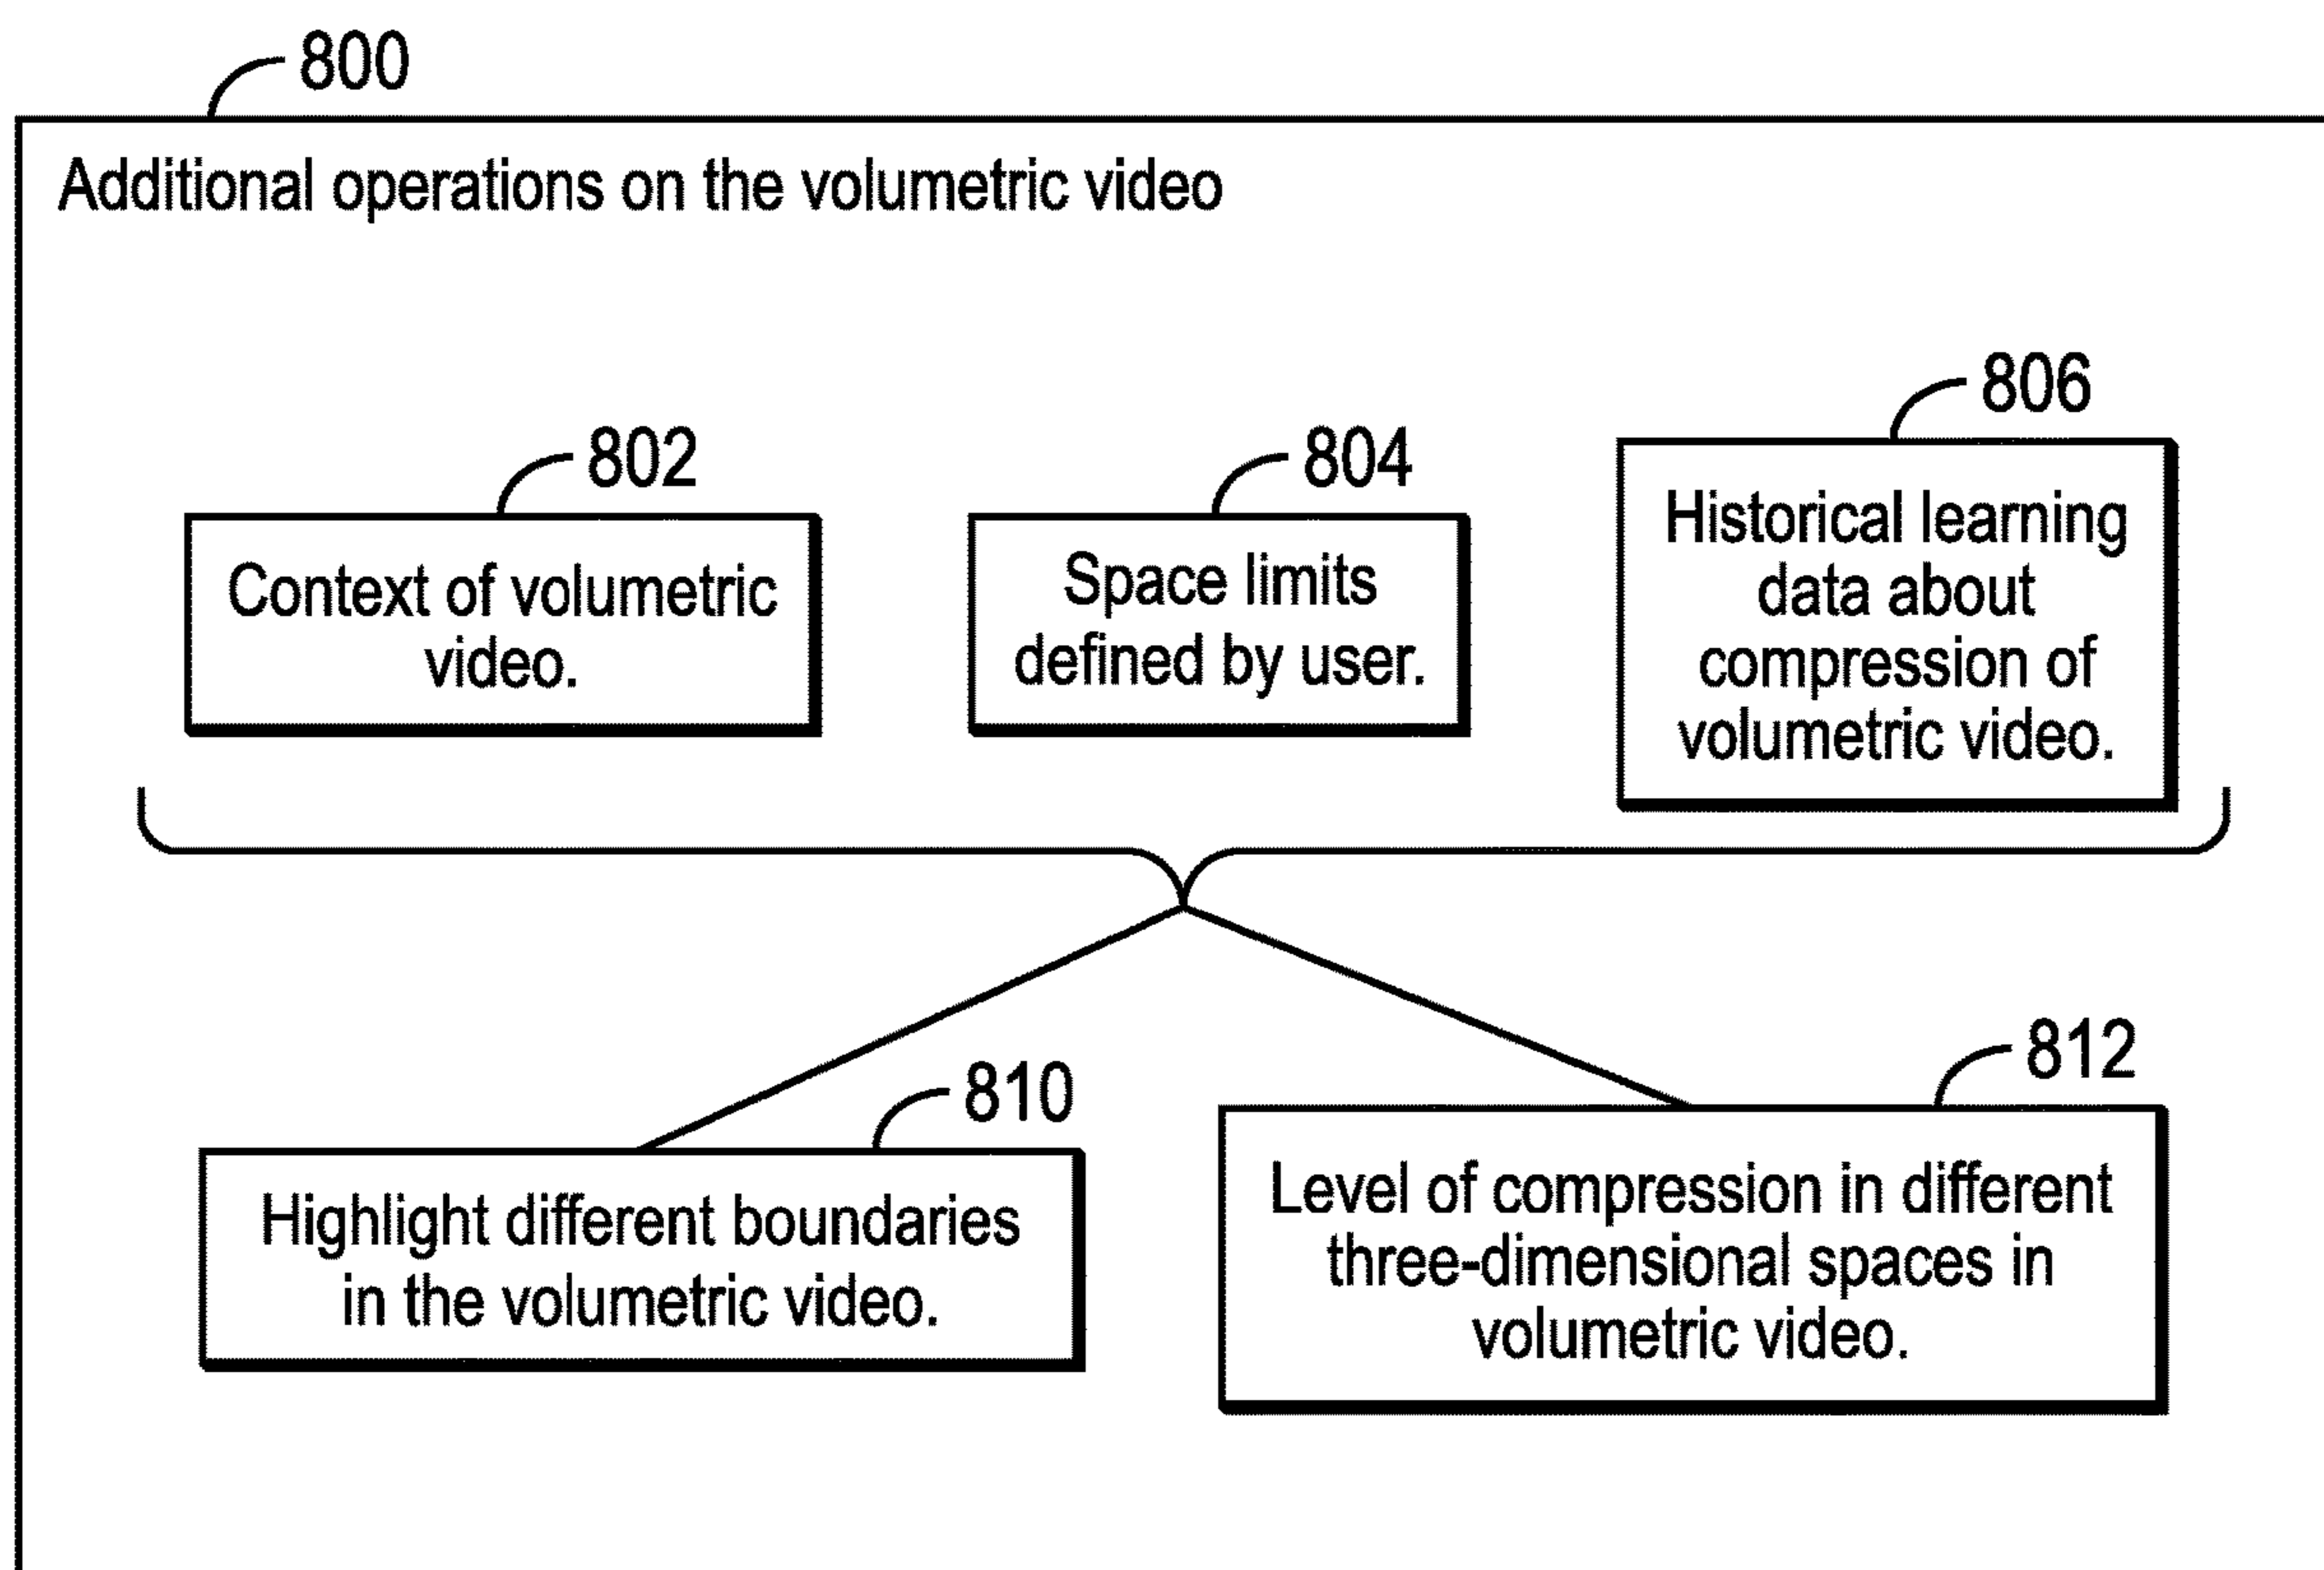 800
Additional operations on the volumetric video
802
Context of volumetric
video.
804
Space limits
defined by user.
806
Historical learning
data about
compression of
volumetric video.
810
Highlight different boundaries
in the volumetric video.
812
Level of compression in different
three-dimensional spaces in
volumetric video.